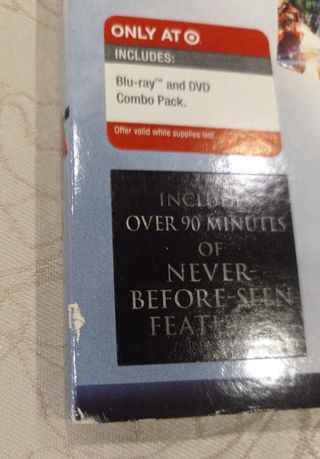 ONLY AT
INCLUDES:
Blu-ray™ and DVD
Combo Pack.
Offer valid while supplies last.
INCLUDES
OVER 90 MINUTES
OF
NEVER-
BEFORE-SEEN